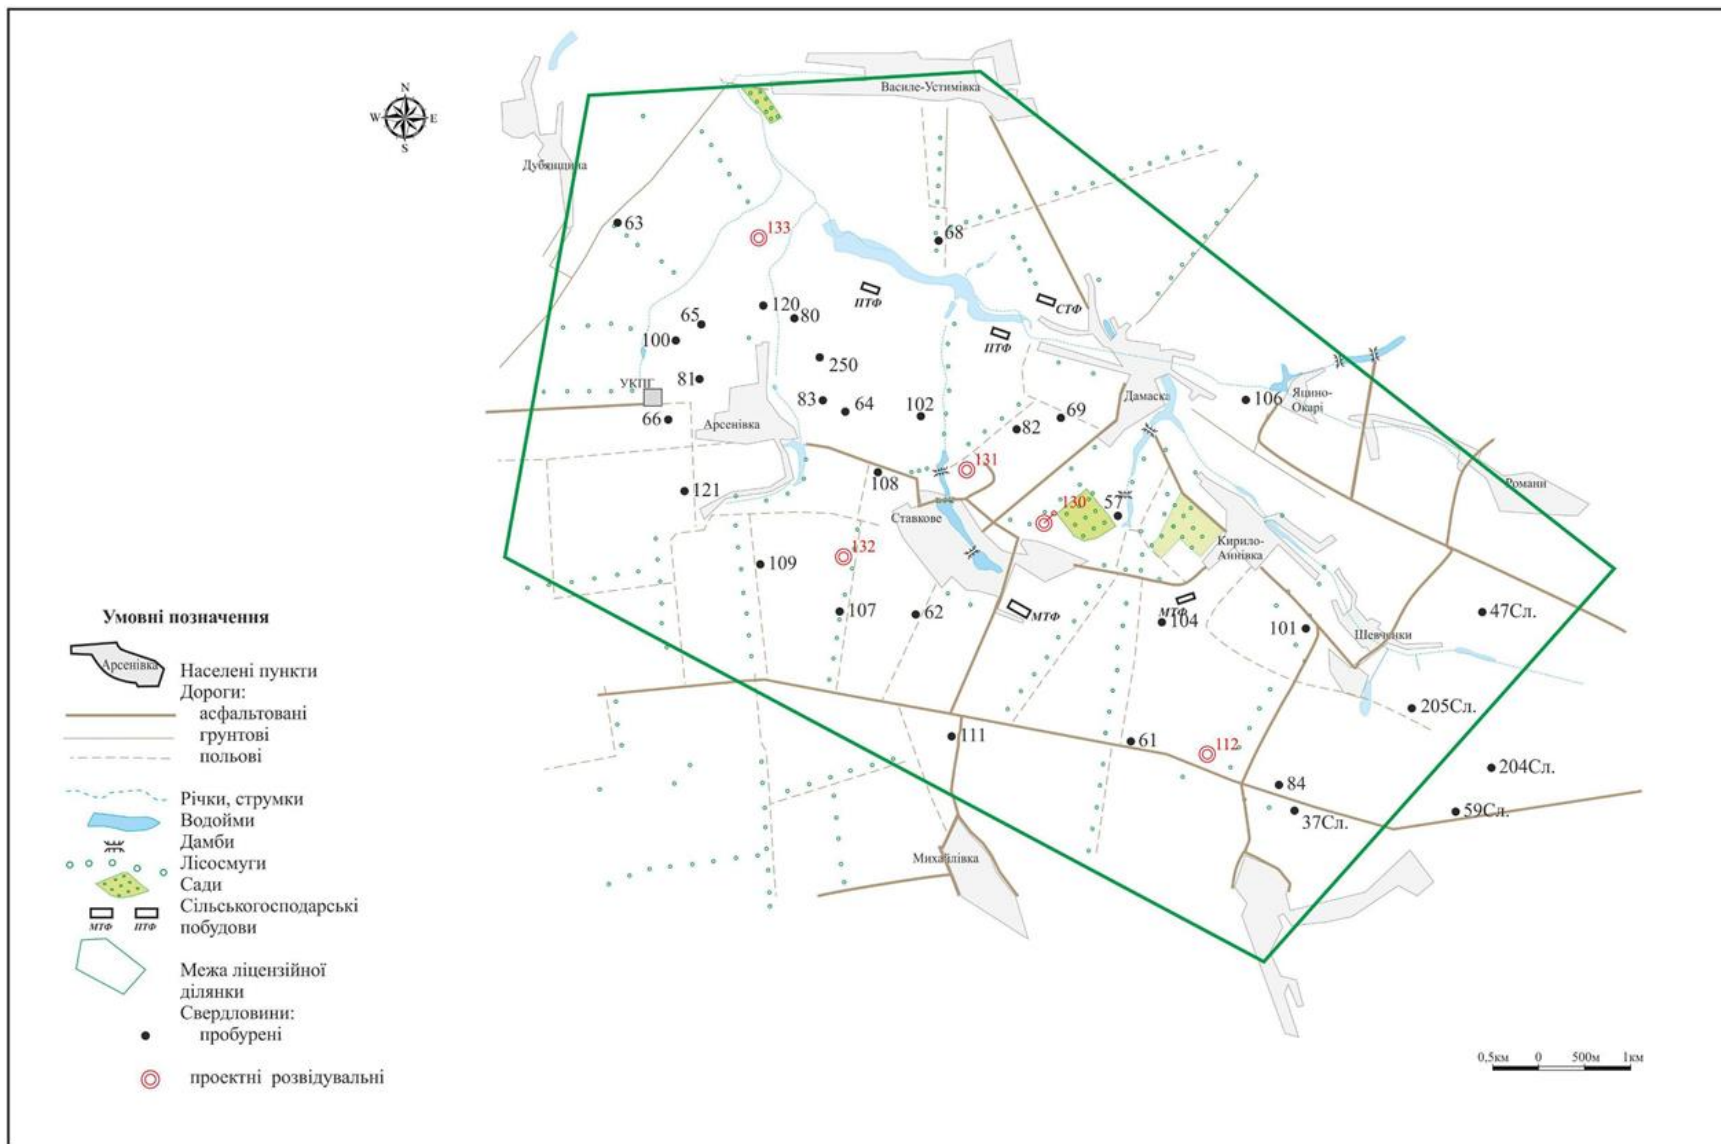 Василе-Устимівка
N
W
E
S
Дубянщина
63
133
68
ПТФ
СТФ
120
80
65
ПТФ
100
250
81
УКПГ
Яцино-
Окарі
Дамаска
106
83
64
102
69
66
Арсенівка
82
131
108
Романи
121
57
130
Ставкове
Кирило-
Аннівка
132
109
107
62
МТФ
МТФ
104
101
47Сл.
Шевченки
205Сл.
111
61
112
204Сл.
84
59Сл.
37Сл.
Михайлівка
Умовні позначення
Арсенівка
Населені пункти
Дороги:
асфальтовані
грунтові
польові
Річки, струмки
Водойми
Дамби
Лісосмуги
Сади
Сільськогосподарські
МТФ
ПТФ
побудови
Межа ліцензійної
ділянки
Свердловини:
пробурені
проектні розвідувальні
0,5км 0 500м 1км